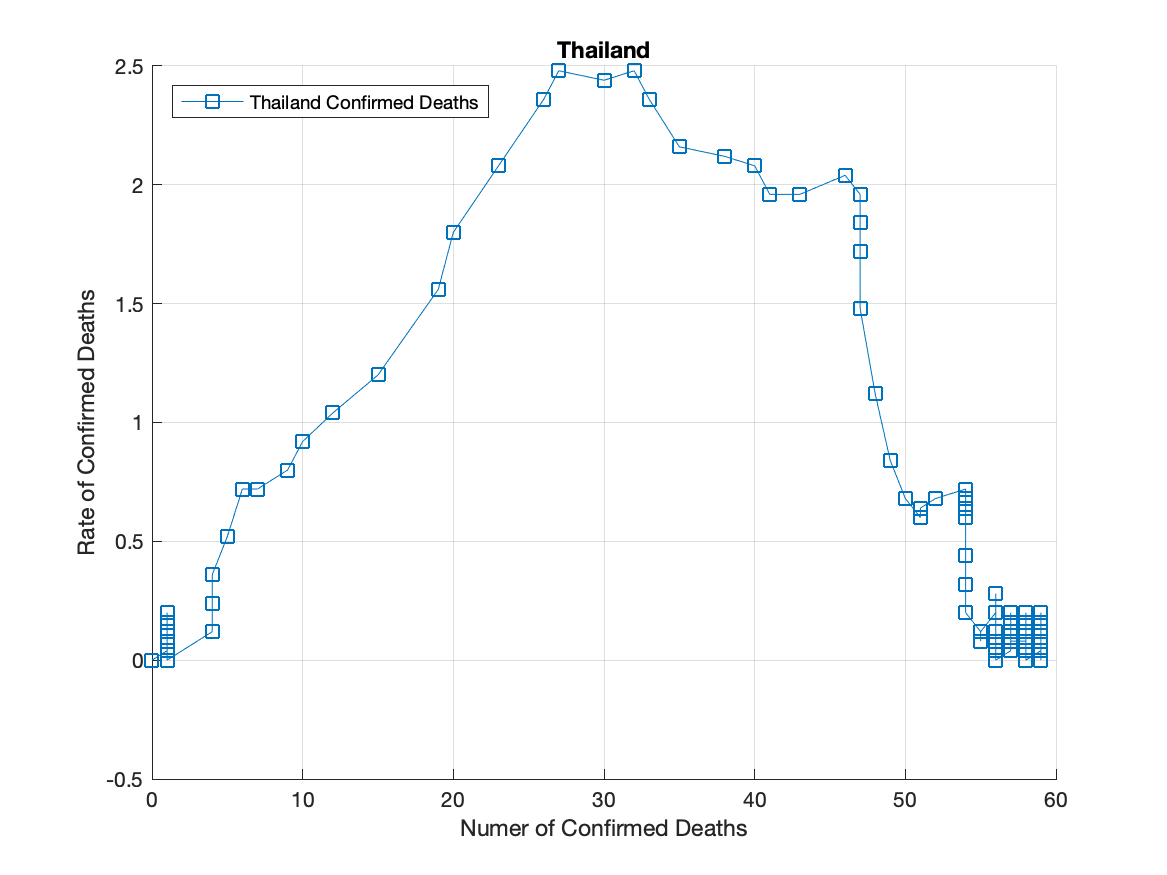 Thailand
Thailand Confirmed Deaths
2.5
2
1.5
1
0.5
0
-0.5
Rate of Confirmed Deaths
0 10 20 30 40 50 60
Numer of Confirmed Deaths